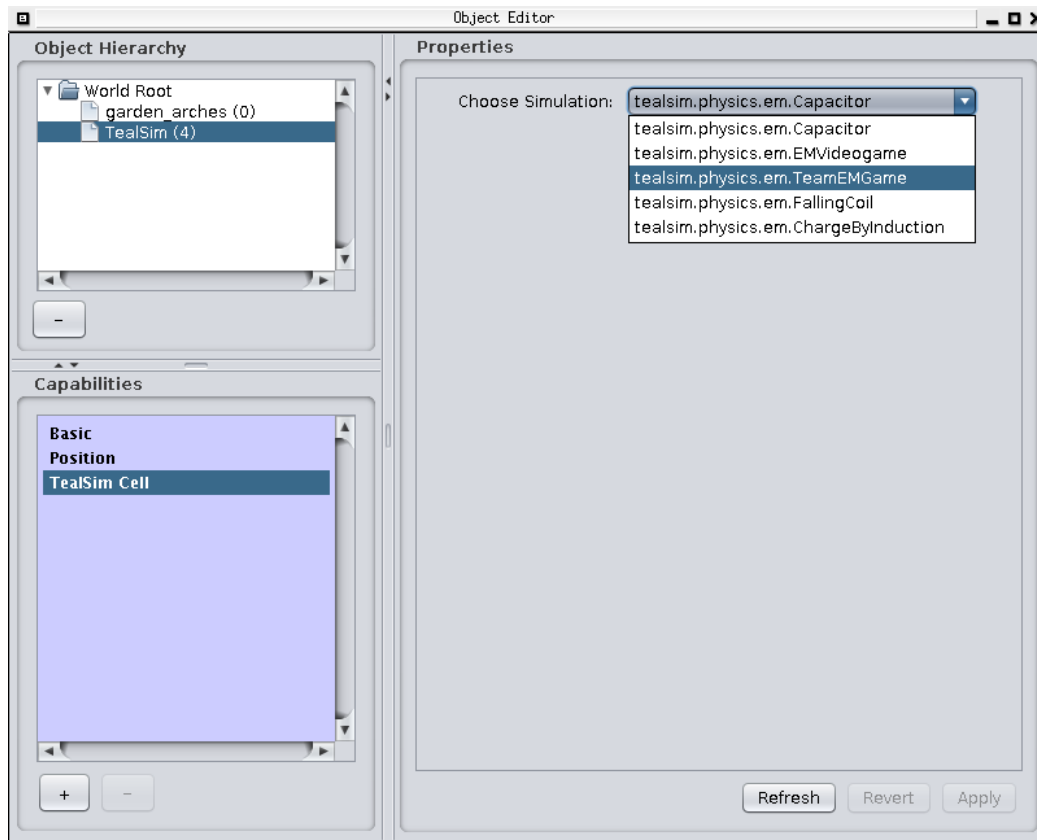 Object Editor
Object Hierarchy
World Root
garden_arches (0)
TealSim (4)
-
Capabilities
Basic
Position
TealSim Cell
+ -
Properties
Choose Simulation: tealsim.physics.em.Capacitor
tealsim.physics.em.Capacitor
tealsim.physics.em.EMVideogame
tealsim.physics.em.TeamEMGame
tealsim.physics.em.FallingCoil
tealsim.physics.em.ChargeByInduction
Refresh Revert Apply